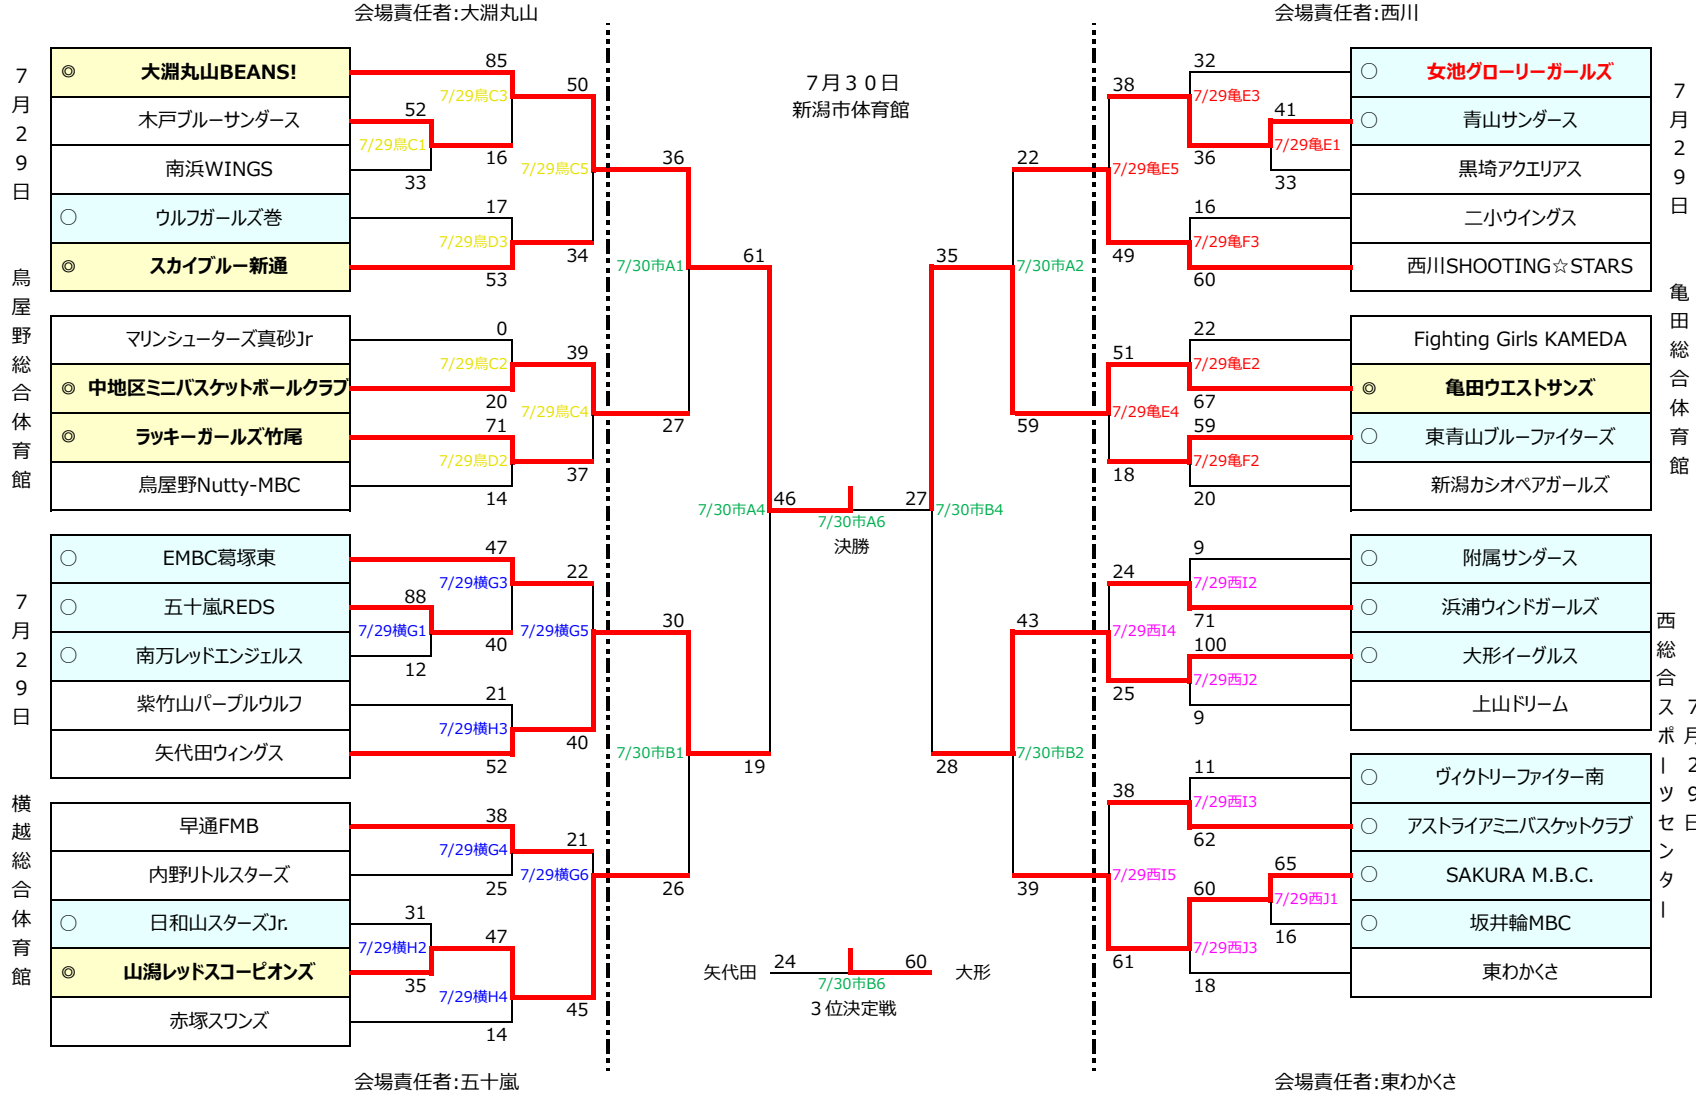 会場責任者:大淵丸山
会場責任者:西川
7月29日
鳥屋野総合体育館
◎ 大淵丸山BEANS!
木戸ブルーサンダース
南浜WINGS
○ ウルフガールズ巻
◎ スカイブルー新通
マリンシューターズ真砂Jr
◎ 中地区ミニバスケットボールクラブ
◎ ラッキーガールズ竹尾
鳥屋野Nutty-MBC
85
7/29鳥C3
52
7/29鳥C1
33
16
17
7/29鳥D3
53
50
7/29鳥C5
34
0
7/29鳥C2
20
71
7/29鳥D2
14
39
7/29鳥C4
37
36
7/30市A1
27
7月29日
横越総合体育館
○ EMBC葛塚東
○ 五十嵐REDS
○ 南万レッドエンジェルス
紫竹山パープルウルフ
矢代田ウィングス
早通FMB
内野リトルスターズ
○ 日和山スターズJr.
◎ 山潟レッドスコーピオンズ
赤塚スワンズ
47
7/29横G3
88
7/29横G1
12
40
21
7/29横H3
52
22
7/29横G5
40
38
7/29横G4
25
31
7/29横H2
35
47
7/29横H4
14
21
7/29横G6
45
30
7/30市B1
26
7月30日
新潟市体育館
61
7/30市A4
19
46
7/30市A6
27
決勝
35
7/30市B4
28
矢代田
24
7/30市B6
60
大形
3位決定戦
22
7/30市A2
59
43
7/30市B2
39
38
7/29亀E5
49
32
7/29亀E3
36
41
7/29亀E1
33
16
7/29亀F3
60
51
7/29亀E4
18
22
7/29亀E2
67
59
7/29亀F2
20
○ 女池グローリーガールズ
○ 青山サンダース
黒埼アクエリアス
二小ウイングス
西川SHOOTING☆STARS
Fighting Girls KAMEDA
◎ 亀田ウエストサンズ
○ 東青山ブルーファイターズ
新潟カシオペアガールズ
7月29日
亀田総合体育館
24
7/29西I4
25
9
7/29西I2
71
100
7/29西J2
9
38
7/29西I5
61
11
7/29西I3
62
60
7/29西J3
18
65
7/29西J1
16
○ 附属サンダース
○ 浜浦ウィンドガールズ
○ 大形イーグルス
上山ドリーム
○ ヴィクトリーファイター南
○ アストライアミニバスケットクラブ
○ SAKURA M.B.C.
○ 坂井輪MBC
東わかくさ
西総合スポーツセンター
7月29日
会場責任者:五十嵐
会場責任者:東わかくさ